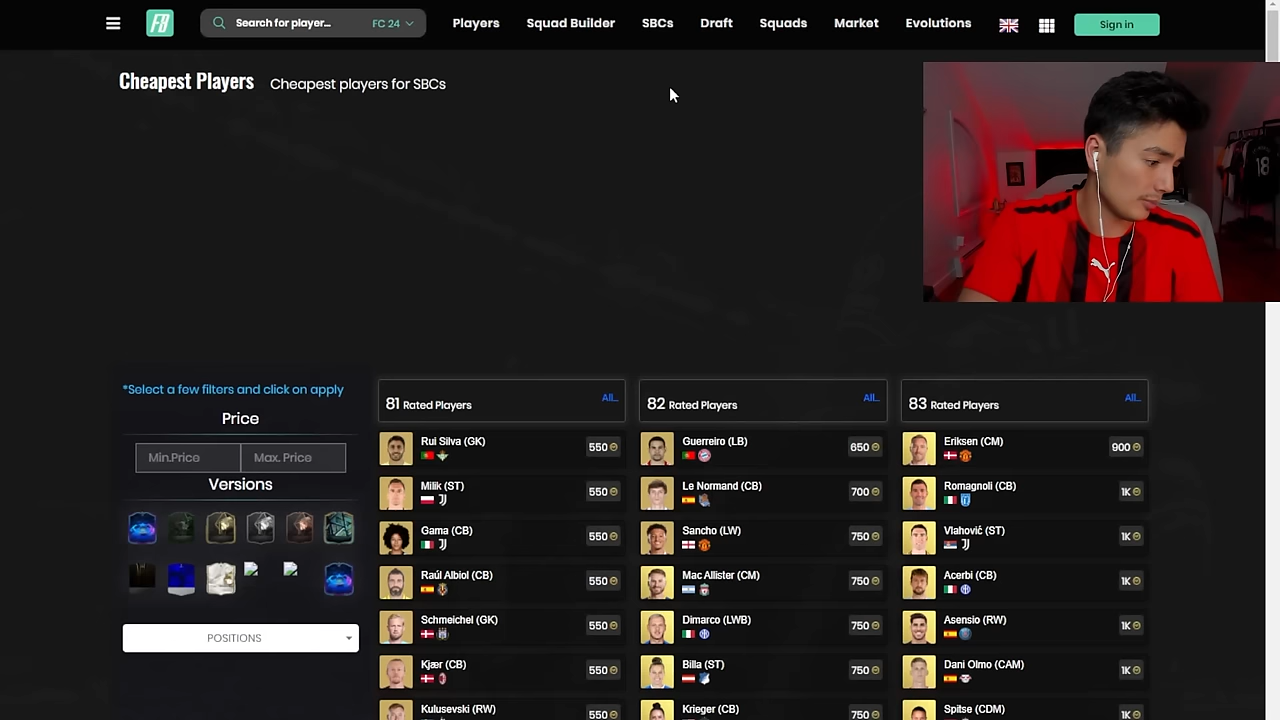 FB
Search for player...
FC 24
Players
Squad Builder
SBCs
Draft
Squads
Market
Evolutions
Sign in
Cheapest Players
Cheapest players for SBCs
18
*Select a few filters and click on apply
Price
Min.Price
Max. Price
Versions
POSITIONS
81 Rated Players
All...
Rui Silva (GK)
550
Milik (ST)
550
Gama (CB)
550
Raúl Albiol (CB)
550
Schmeichel (GK)
550
Kjær (CB)
550
Kulusevski (RW)
550
82 Rated Players
All...
Guerreiro (LB)
650
Le Normand (CB)
700
Sancho (LW)
750
Mac Allister (CM)
750
Dimarco (LWB)
750
Billa (ST)
750
Krieger (CB)
750
83 Rated Players
All...
Eriksen (CM)
900
Romagnoli (CB)
1K
Vlahović (ST)
1K
Acerbi (CB)
1K
Asensio (RW)
1K
Dani Olmo (CAM)
1K
Spitse (CDM)
1K